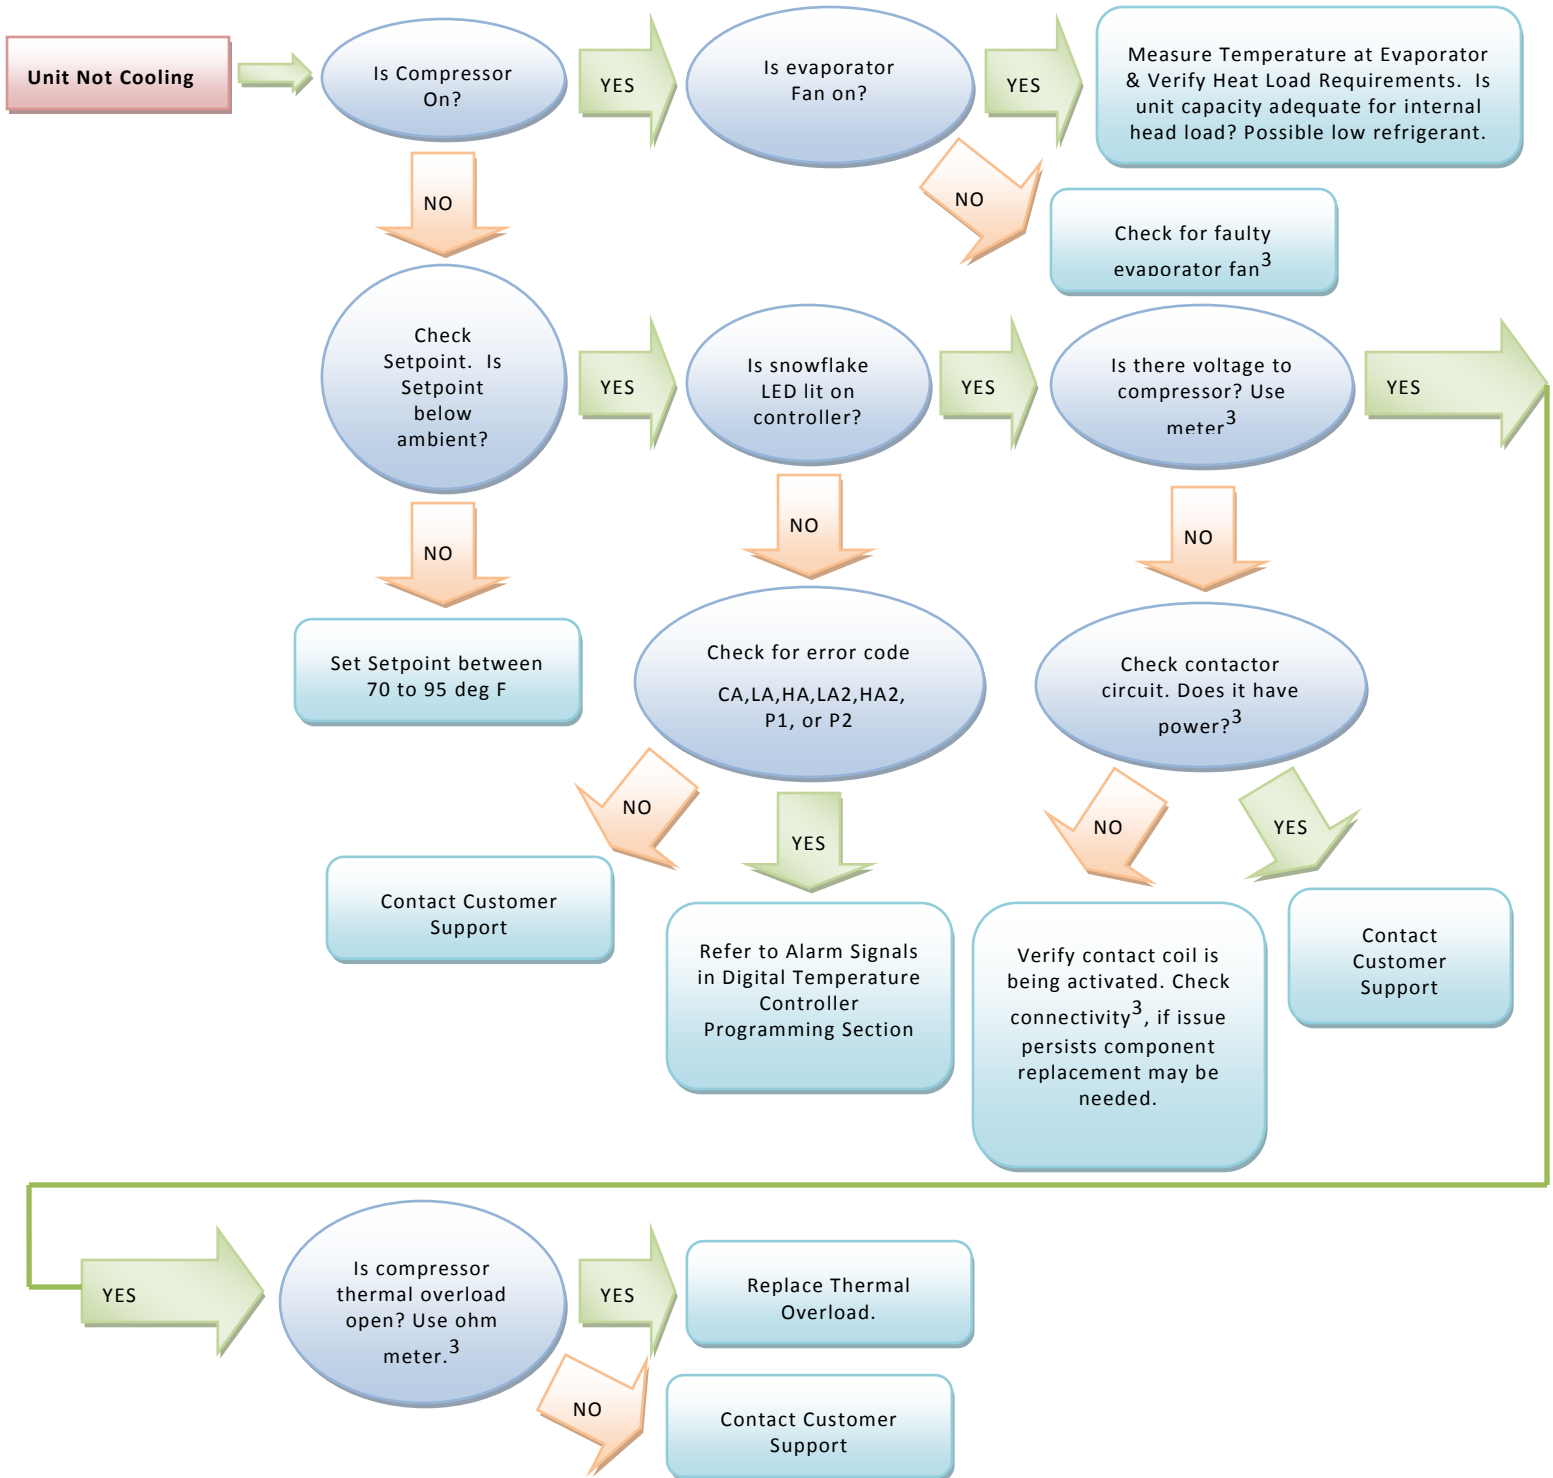 Unit Not Cooling
Is Compressor
On?
YES
Is evaporator
Fan on?
YES
Measure Temperature at Evaporator
& Verify Heat Load Requirements. Is
unit capacity adequate for internal
head load? Possible low refrigerant.
NO
NO
Check for faulty
evaporator fan3
Check
Setpoint. Is
Setpoint
below
ambient?
YES
Is snowflake
LED lit on
controller?
YES
Is there voltage to
compressor? Use
meter3
YES
NO
NO
NO
Set Setpoint between
70 to 95 deg F
Check for error code
CA,LA,HA,LA2,HA2,
P1, or P2
Check contactor
circuit. Does it have
power?3
NO
YES
NO
YES
Contact Customer
Support
Refer to Alarm Signals
in Digital Temperature
Controller
Programming Section
Verify contact coil is
being activated. Check
connectivity3, if issue
persists component
replacement may be
needed.
Contact
Customer
Support
YES
Is compressor
thermal overload
open? Use ohm
meter.3
YES
Replace Thermal
Overload.
NO
Contact Customer
Support